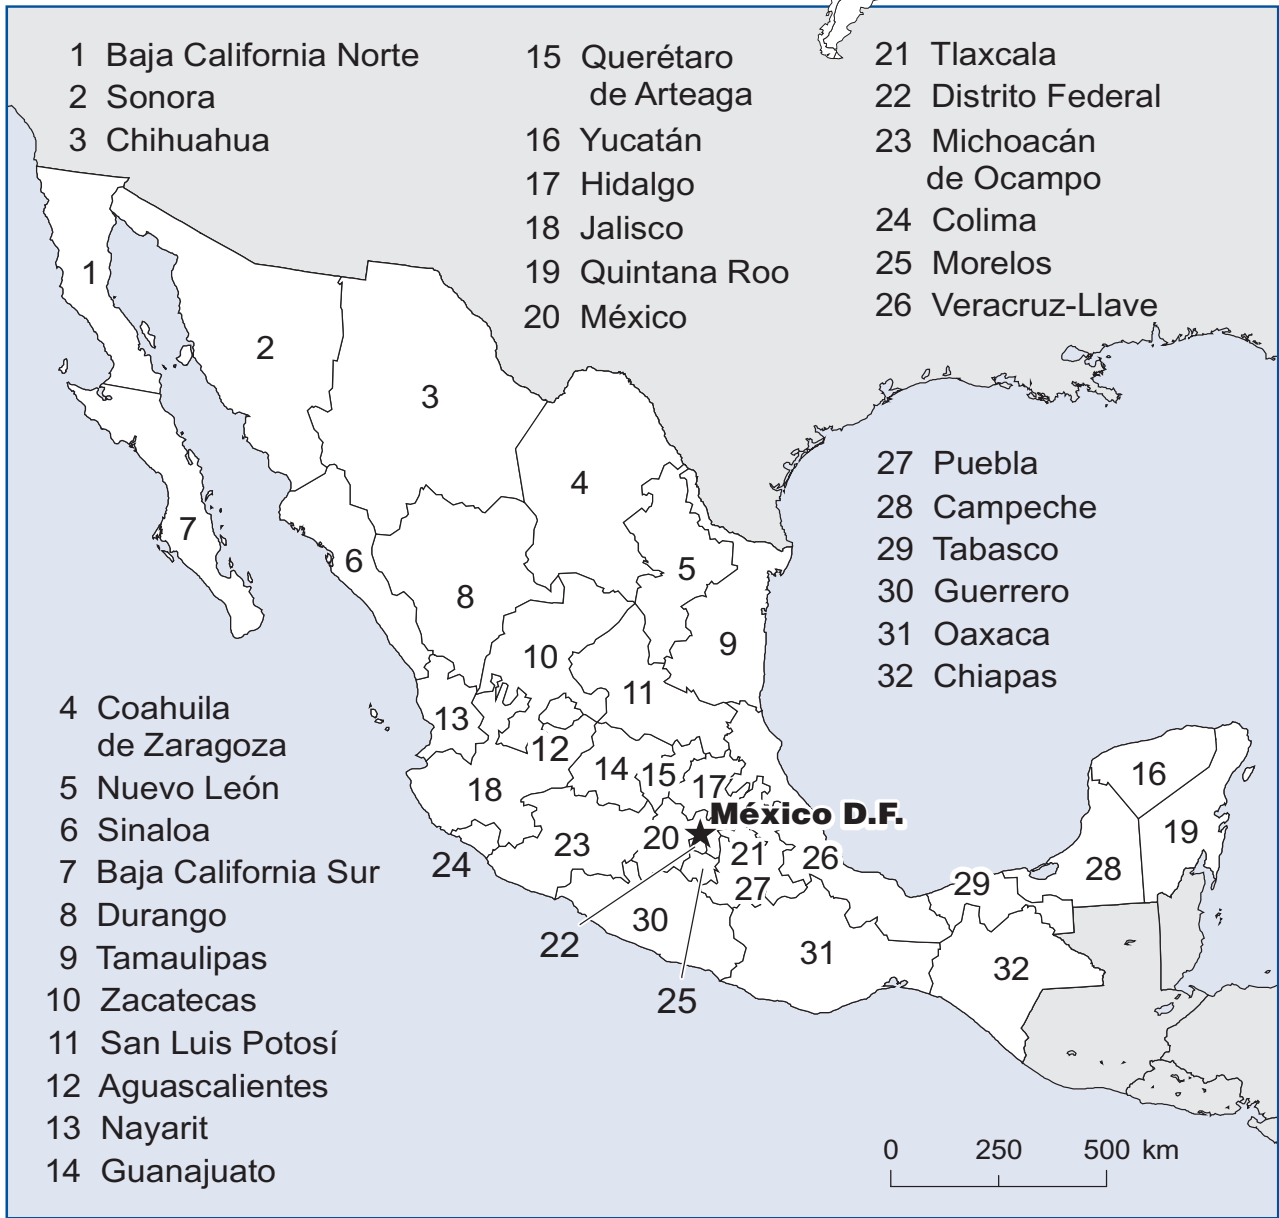 1 Baja California Norte
2 Sonora
3 Chihuahua
15 Querétaro
de Arteaga
16 Yucatán
17 Hidalgo
18 Jalisco
19 Quintana Roo
20 México
21 Tlaxcala
22 Distrito Federal
23 Michoacán
de Ocampo
24 Colima
25 Morelos
26 Veracruz-Llave
27 Puebla
28 Campeche
29 Tabasco
30 Guerrero
31 Oaxaca
32 Chiapas
4 Coahuila
de Zaragoza
5 Nuevo León
6 Sinaloa
7 Baja California Sur
8 Durango
9 Tamaulipas
10 Zacatecas
11 San Luis Potosí
12 Aguascalientes
13 Nayarit
14 Guanajuato
1
2
3
4
7
6
5
8
9
10
11
13
12
14
15
17
16
18
México D.F.
19
20
23
21
26
24
28
27
29
30
22
31
32
25
0 250 500 km